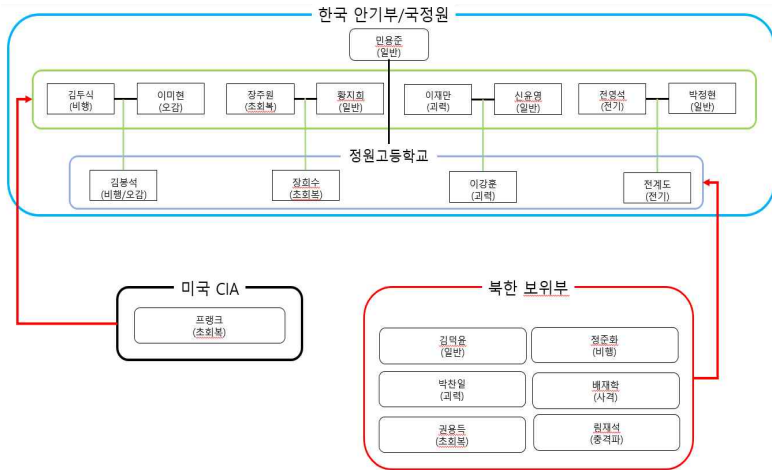 한국 안기부/국정원
민용준
(일반)
김두식
(비행)
이미현
(오감)
장주원
(초회복)
황지희
(일반)
이재만
(괴력)
신윤영
(일반)
전영석
(전기)
박정현
(일반)
정원고등학교
김봉석
(비행/오감)
장희수
(초회복)
이강훈
(괴력)
전계도
(전기)
미국 CIA
프랭크
(초회복)
북한 보위부
김덕윤
(일반)
정준화
(비행)
박찬일
(괴력)
배재학
(사격)
권용득
(초회복)
림재석
(충격파)